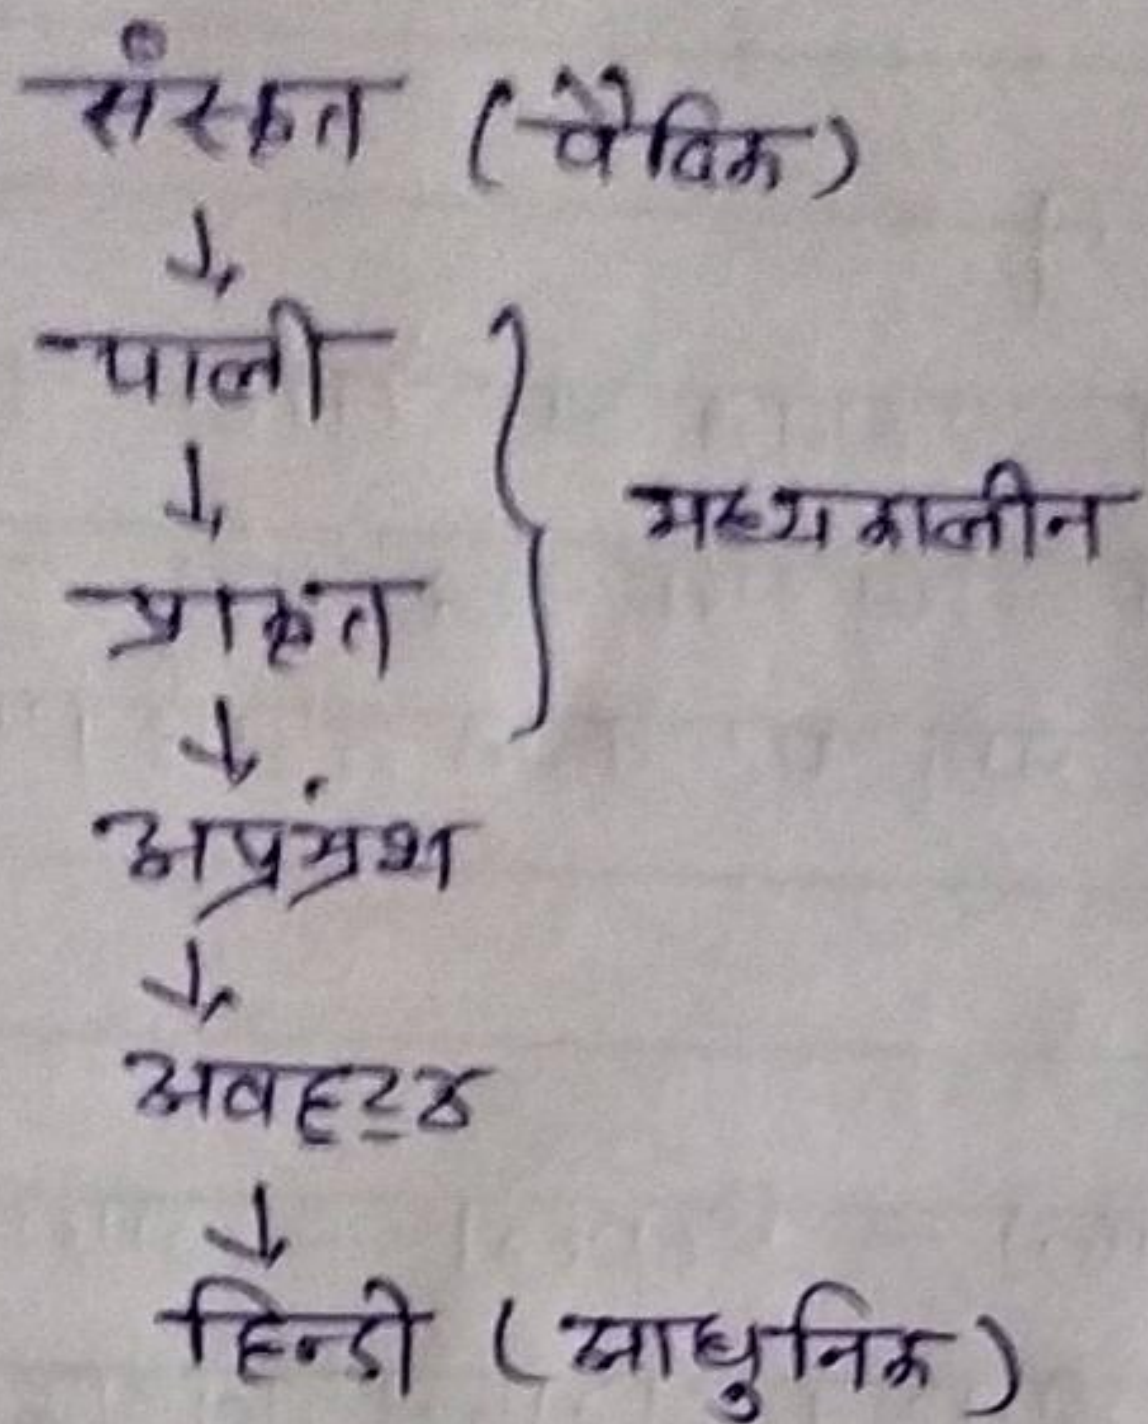 संस्कृत (वैदिक)
↓
पाली
↓
मध्यकालीन
प्राकृत
↓
अप्रभ्रंश
↓
अवहट्ठ
↓
हिन्दी (आधुनिक)